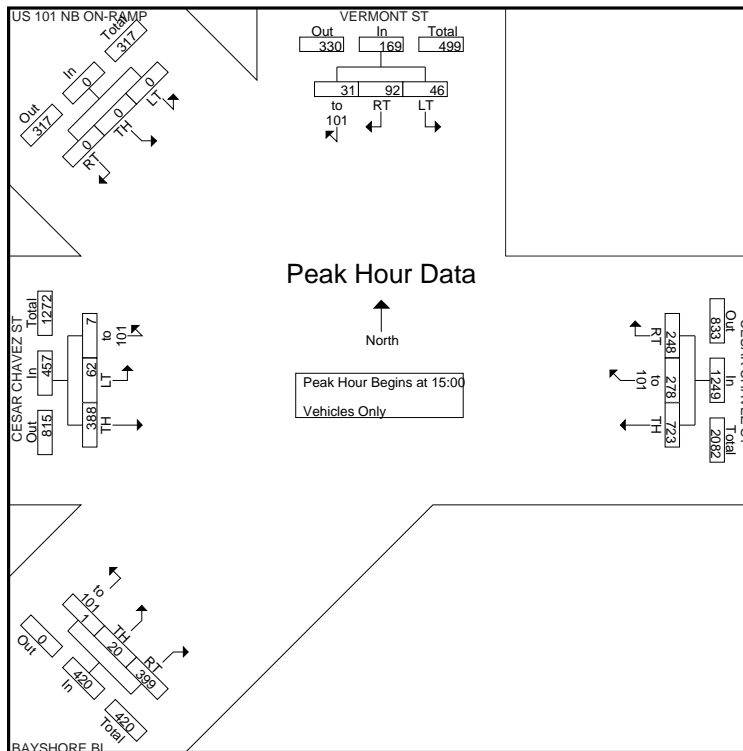 US 101 NB ON-RAMP
Out
317
In
0
Total
317
RT
0
TH
0
LT
0
VERMONT ST
Out
In
Total
330
169
499
31
92
46
to
101
RT
LT
CESAR CHAVEZ ST
Total
1272
In
457
Out
815
7
62
388
to
101
LT
TH
Peak Hour Data
North
Peak Hour Begins at 15:00
Vehicles Only
RT
to
101
TH
248
278
723
Out
833
In
1249
Total
2082
to
101
TH
RT
1
20
399
Out
0
In
420
Total
420